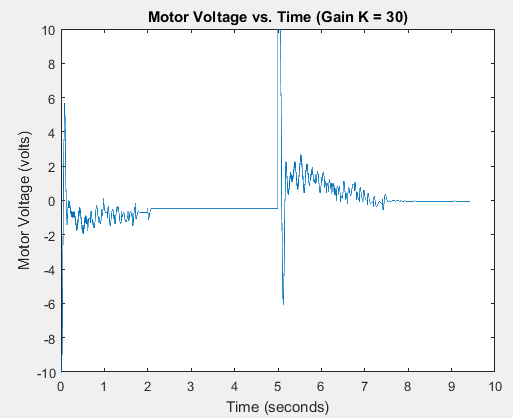 Motor Voltage vs. Time (Gain K = 30)
10
8
6
4
2
0
-2
-4
-6
-8
-10
Motor Voltage (volts)
0 1 2 3 4 5 6 7 8 9 10
Time (seconds)